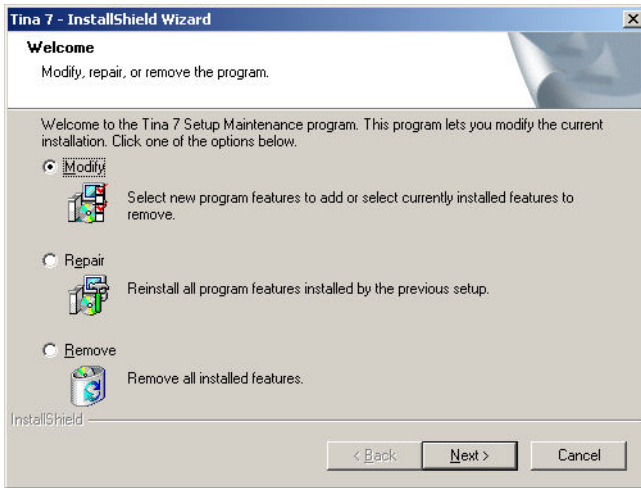 Tina 7 - InstallShield Wizard
Welcome
Modify, repair, or remove the program.
Welcome to the Tina 7 Setup Maintenance program. This program lets you modify the current
installation. Click one of the options below.
Modify
Select new program features to add or select currently installed features to
remove.
Repair
Reinstall all program features installed by the previous setup.
Remove
Remove all installed features.
InstallShield
< Back Next > Cancel